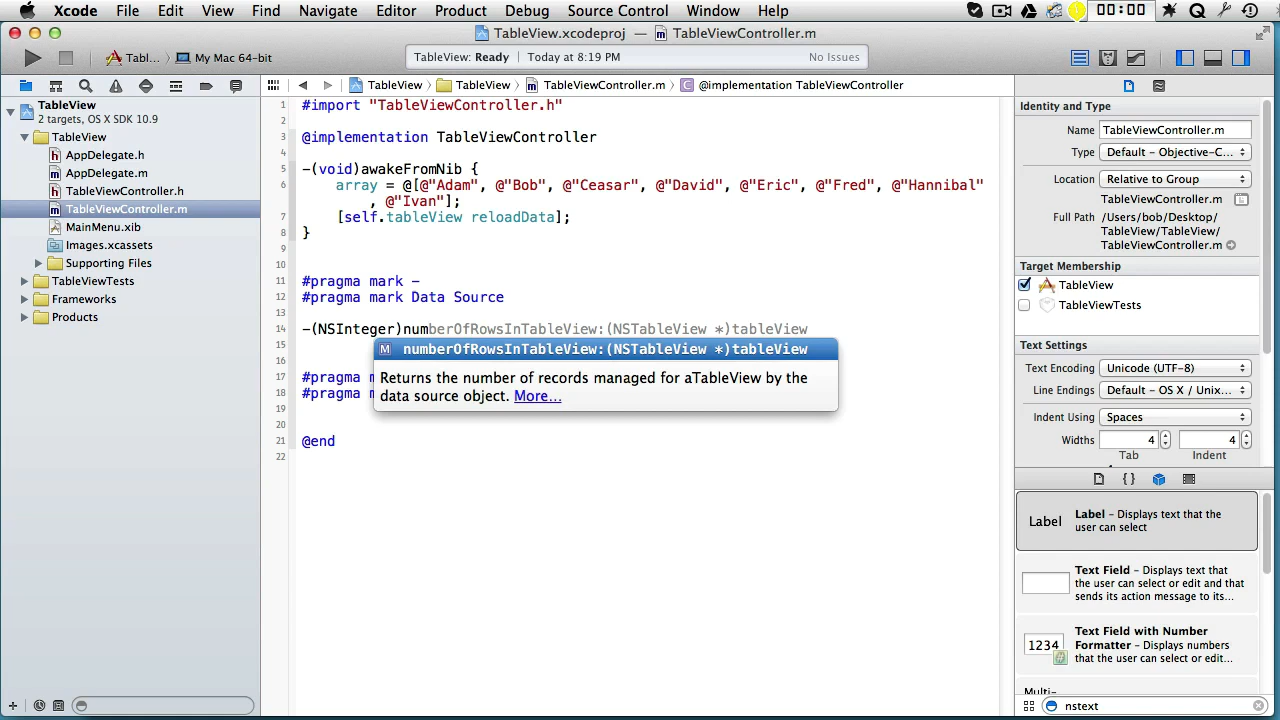 Xcode File Edit View Find Navigate Editor Product Debug Source Control Window Help 00:00
TableView.xcodeproj — TableViewController.m
Tabl... My Mac 64-bit
TableView: Ready Today at 8:19 PM No Issues
TableView TableView TableViewController.m @implementation TableViewController
TableView
2 targets, OS X SDK 10.9
TableView
AppDelegate.h
AppDelegate.m
TableViewController.h
TableViewController.m
MainMenu.xib
Images.xcassets
Supporting Files
TableViewTests
Frameworks
Products
1 #import "TableViewController.h"
2
3 @implementation TableViewController
4
5 -(void)awakeFromNib {
6 array = @[@"Adam", @"Bob", @"Ceasar", @"David", @"Eric", @"Fred", @"Hannibal"
, @"Ivan"];
7 [self.tableView reloadData];
8 }
9
10
11 #pragma mark -
12 #pragma mark Data Source
13
14 -(NSInteger)numberOfRowsInTableView:(NSTableView *)tableView
M numberOfRowsInTableView:(NSTableView *)tableView
Returns the number of records managed for aTableView by the
data source object. More...
15
16
17 #pragma m
18 #pragma m
19
20
21 @end
22
Identity and Type
Name TableViewController.m
Type Default - Objective-C...
Location Relative to Group
TableViewController.m
Full Path /Users/bob/Desktop/
TableView/TableView/
TableViewController.m
Target Membership
TableView
TableViewTests
Text Settings
Text Encoding Unicode (UTF-8)
Line Endings Default - OS X / Unix...
Indent Using Spaces
Widths 4 4
Tab Indent
Label Label - Displays text that the
user can select
Text Field - Displays text that
the user can select or edit and that
sends its action message to its...
1234 Text Field with Number
Formatter - Displays numbers
that the user can select or edit...
Multi-
nstext